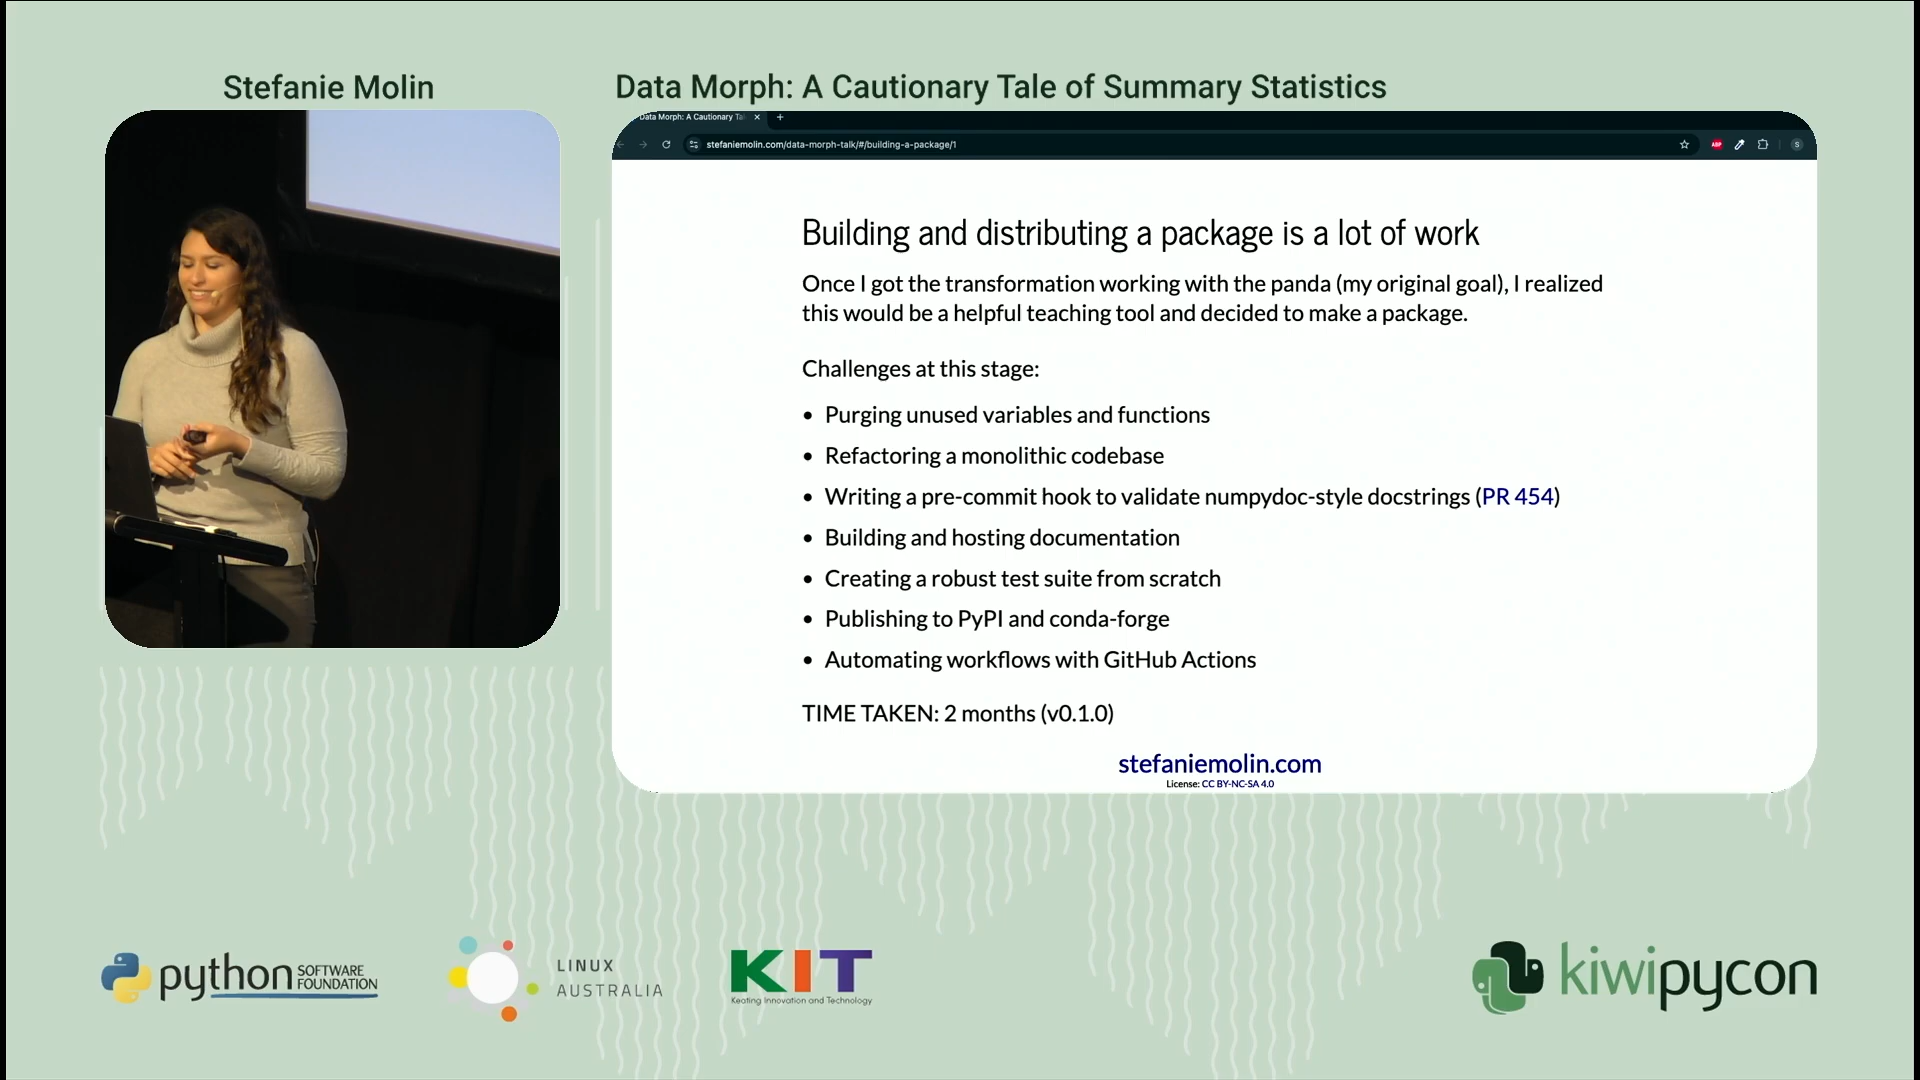 Stefanie Molin
Data Morph: A Cautionary Tale of Summary Statistics
Data Morph: A Cautionary Ta
stefaniemolin.com/data-morph-talk/#/building-a-package/1
ABP
S
Building and distributing a package is a lot of work
Once I got the transformation working with the panda (my original goal), I realized
this would be a helpful teaching tool and decided to make a package.
Challenges at this stage:
• Purging unused variables and functions
• Refactoring a monolithic codebase
• Writing a pre-commit hook to validate numpydoc-style docstrings (PR 454)
• Building and hosting documentation
• Creating a robust test suite from scratch
• Publishing to PyPI and conda-forge
• Automating workflows with GitHub Actions
TIME TAKEN: 2 months (v0.1.0)
stefaniemolin.com
License: CC BY-NC-SA 4.0
python SOFTWARE
FOUNDATION
LINUX
AUSTRALIA
KIT
Keating Innovation and Technology
kiwipycon